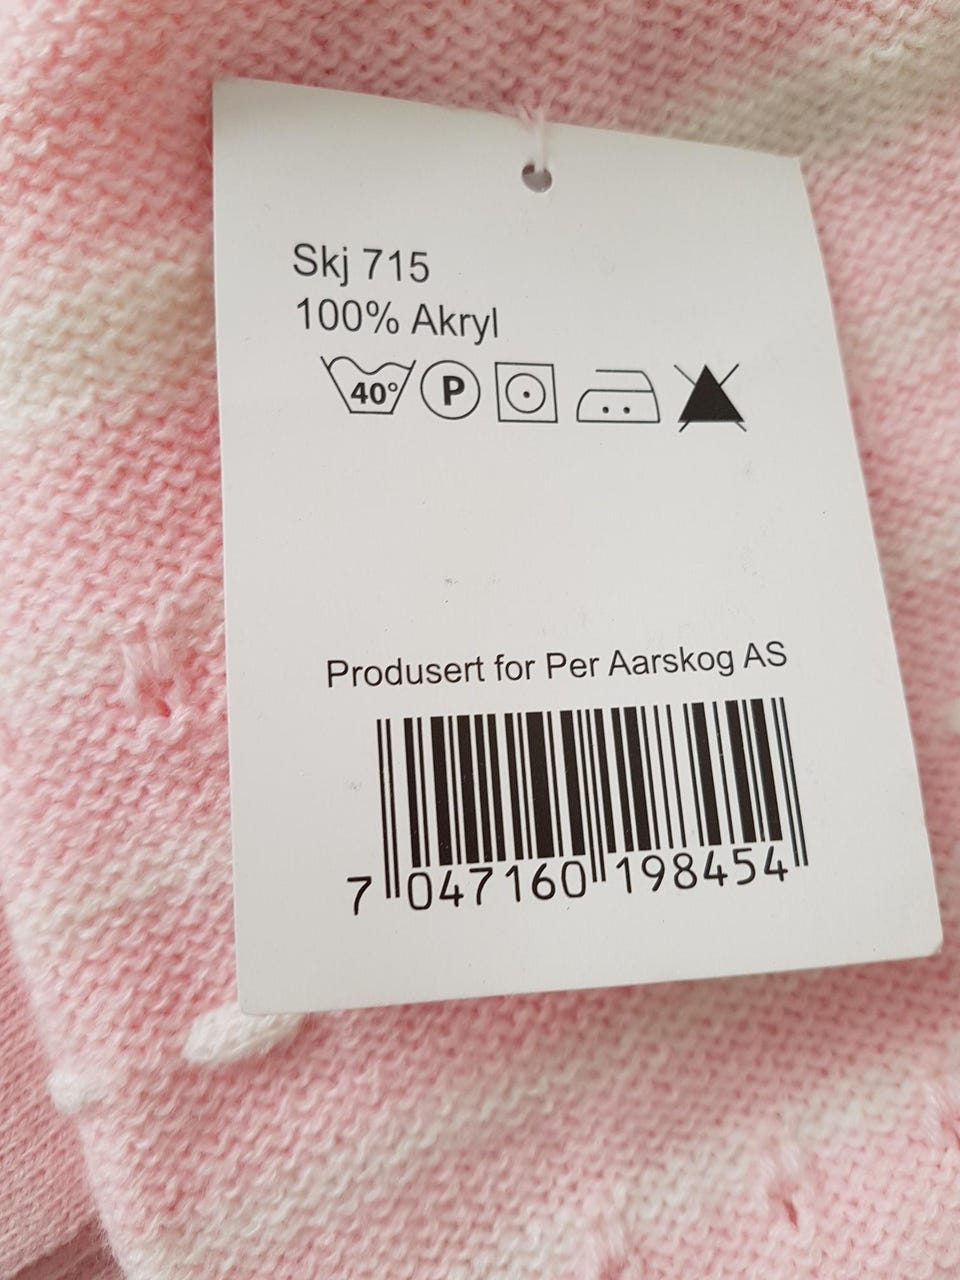 Skj 715
100% Akryl
40° P
Produsert for Per Aarskog AS
7 047160 198454